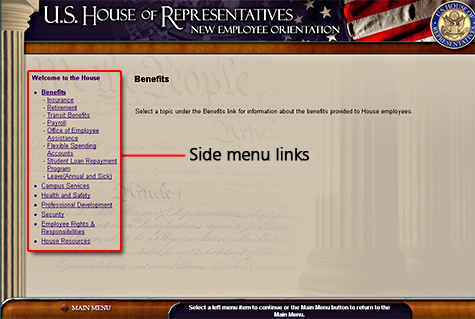 U.S. HOUSE OF REPRESENTATIVES
NEW EMPLOYEE ORIENTATION
Welcome to the House
Benefits
- Insurance
- Retirement
- Transit Benefits
- Payroll
- Office of Employee
Assistance
- Flexible Spending
Accounts
- Student Loan Repayment
Program
- Leave(Annual and Sick)
Campus Services
Health and Safety
Professional Development
Security
Employee Rights &
Responsibilities
House Resources
Benefits
Select a topic under the Benefits link for information about the benefits provided to House employees.
Side menu links
MAIN MENU
Select a left menu item to continue or the Main Menu button to return to the
Main Menu.